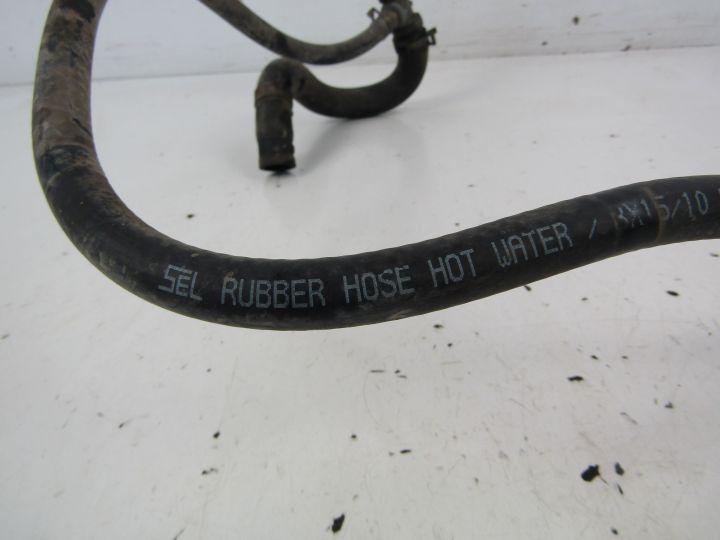 SEL RUBBER HOSE HOT WATER /